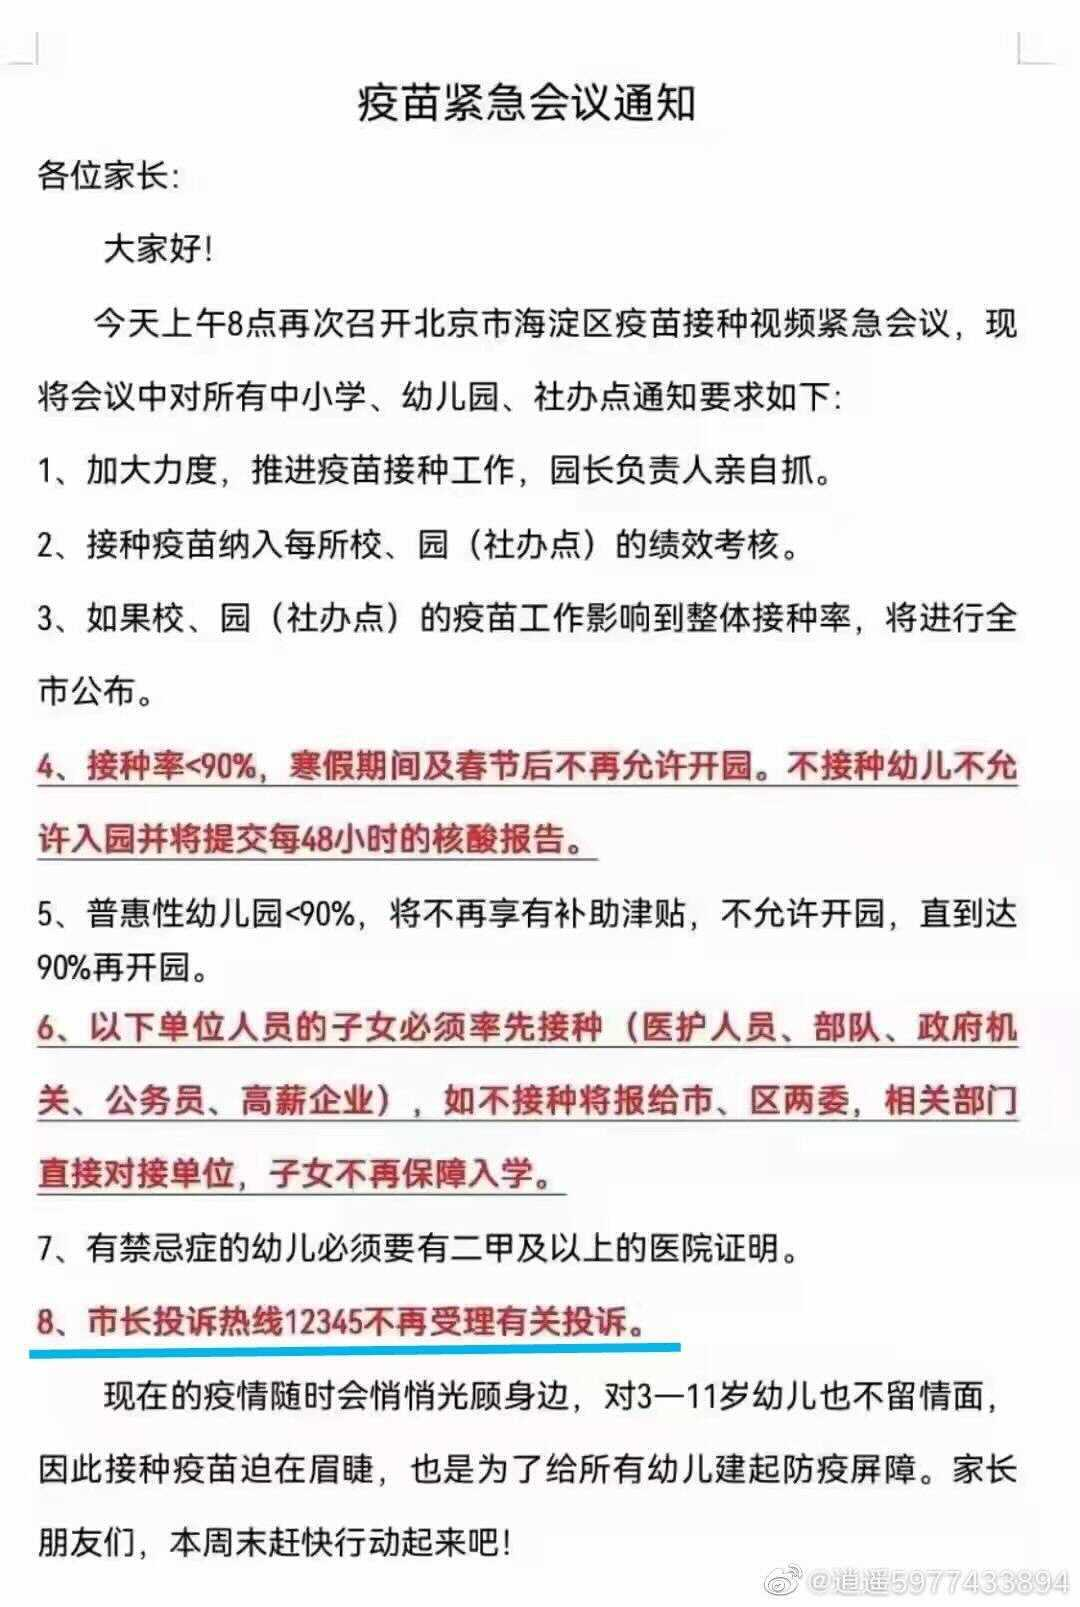 疫苗紧急会议通知
各位家长：
大家好！
今天上午8点再次召开北京市海淀区疫苗接种视频紧急会议，现
将会议中对所有中小学、幼儿园、社办点通知要求如下：
1、加大力度，推进疫苗接种工作，园长负责人亲自抓。
2、接种疫苗纳入每所校、园（社办点）的绩效考核。
3、如果校、园（社办点）的疫苗工作影响到整体接种率，将进行全
市公布。
4、接种率<90%，寒假期间及春节后不再允许开园。不接种幼儿不允
许入园并将提交每48小时的核酸报告。
5、普惠性幼儿园<90%，将不再享有补助津贴，不允许开园，直到达
90%再开园。
6、以下单位人员的子女必须率先接种（医护人员、部队、政府机
关、公务员、高薪企业），如不接种将报给市、区两委，相关部门
直接对接单位，子女不再保障入学。
7、有禁忌症的幼儿必须要有二甲及以上的医院证明。
8、市长投诉热线12345不再受理有关投诉。
现在的疫情随时会悄悄光顾身边，对3—11岁幼儿也不留情面，
因此接种疫苗迫在眉睫，也是为了给所有幼儿建起防疫屏障。家长
朋友们，本周末赶快行动起来吧！
@逍遥5977433894